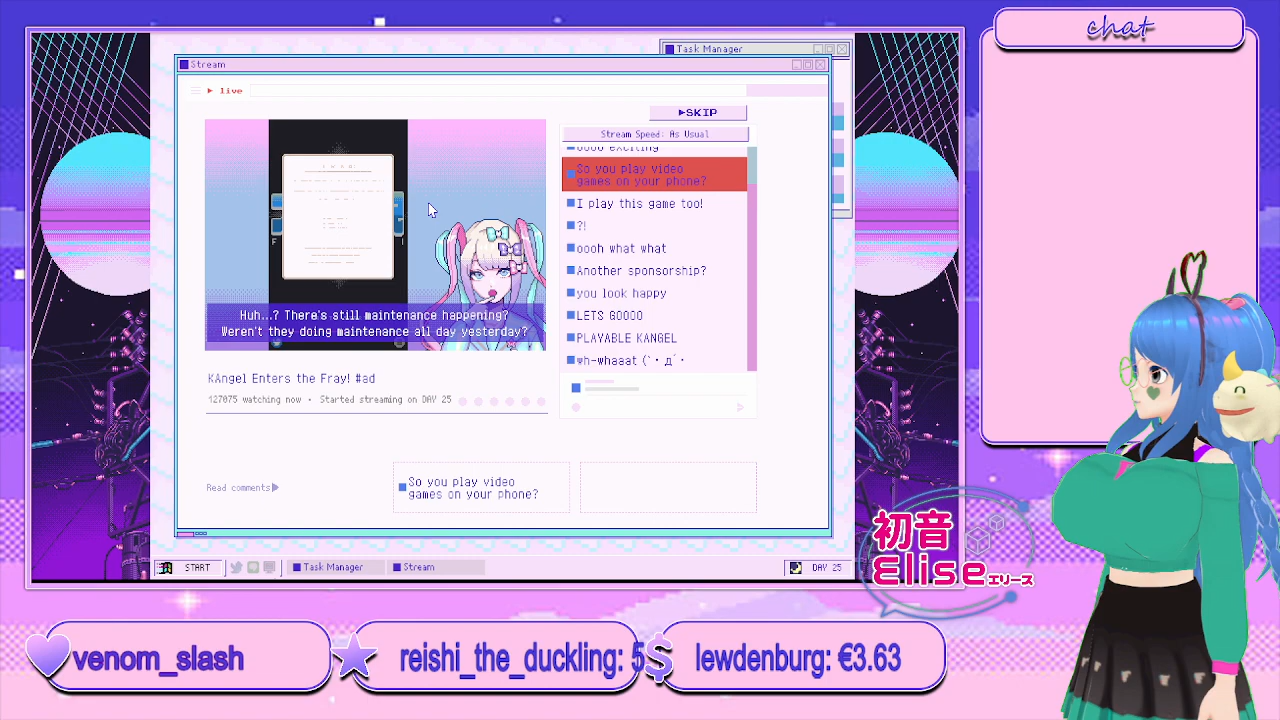 chat
Task Manager
Stream
live
▶SKIP
Stream Speed: As Usual
oooo exciting
So you play video
games on your phone?
I play this game too!
?!
oooh what what
Another sponsorship?
you look happy
LETS GOOOO
PLAYABLE KANGEL
wh-whaaat (`・д´・
Huh...? There's still maintenance happening?
Weren't they doing maintenance all day yesterday?
KAngel Enters the Fray! #ad
127075 watching now • Started streaming on DAY 25
Read comments▶
So you play video
games on your phone?
START
Task Manager
Stream
DAY 25
初音
Eliseエリース
venom_slash
reishi_the_duckling: 5
lewdenburg: €3.63